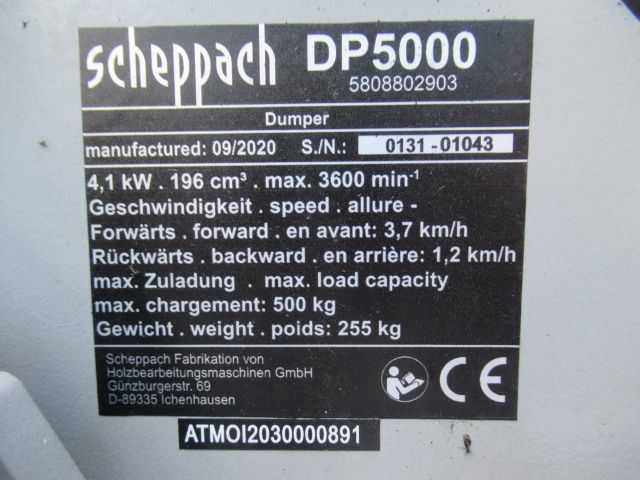 scheppach DP5000
5808802903
Dumper
manufactured: 09/2020 S./N.: 0131 - 01043
4,1 kW . 196 cm³ . max. 3600 min⁻¹
Geschwindigkeit . speed . allure -
Forwärts . forward . en avant: 3,7 km/h
Rückwärts . backward . en arrière: 1,2 km/h
max. Zuladung . max. load capacity
max. chargement: 500 kg
Gewicht . weight . poids: 255 kg
Scheppach Fabrikation von
Holzbearbeitungsmaschinen GmbH
Günzburgerstr. 69
D-89335 Ichenhausen
CE
ATMOI2030000891